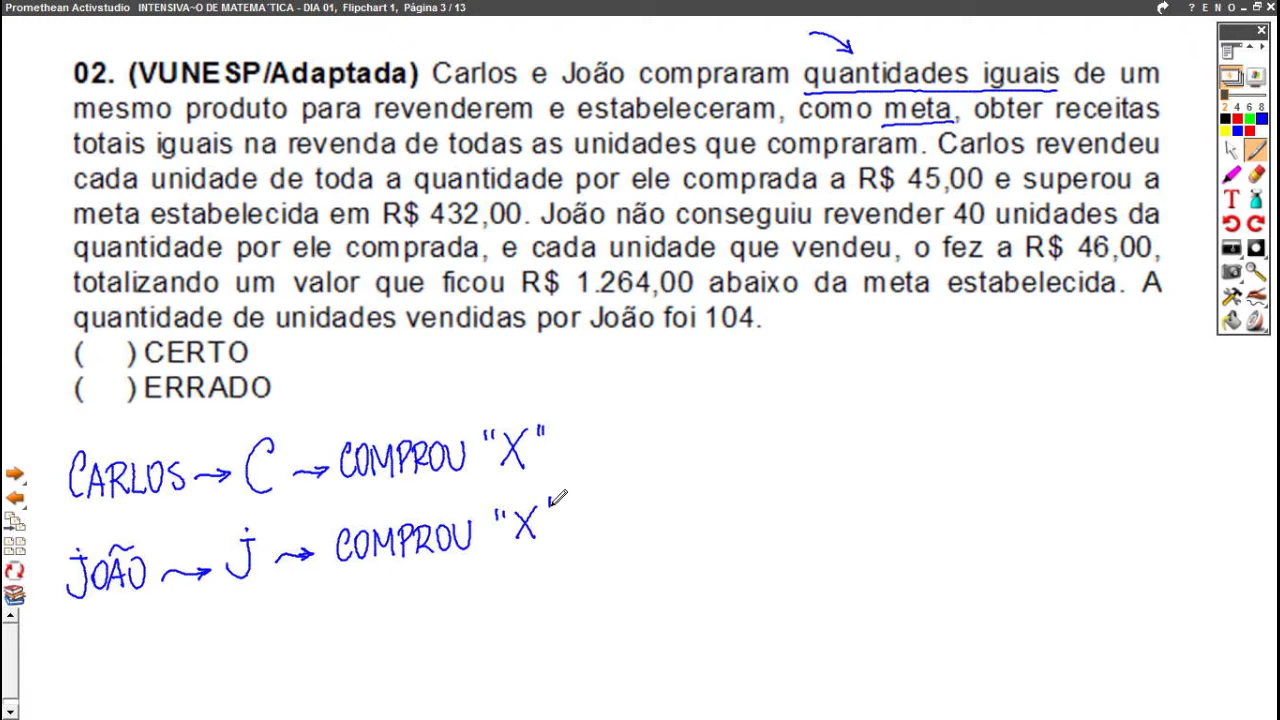 Promethean Activstudio INTENSIVA~O DE MATEMA´TICA - DIA 01, Flipchart 1, Página 3 / 13
? E N O
02. (VUNESP/Adaptada) Carlos e João compraram quantidades iguais de um
mesmo produto para revenderem e estabeleceram, como meta, obter receitas
totais iguais na revenda de todas as unidades que compraram. Carlos revendeu
cada unidade de toda a quantidade por ele comprada a R$ 45,00 e superou a
meta estabelecida em R$ 432,00. João não conseguiu revender 40 unidades da
quantidade por ele comprada, e cada unidade que vendeu, o fez a R$ 46,00,
totalizando um valor que ficou R$ 1.264,00 abaixo da meta estabelecida. A
quantidade de unidades vendidas por João foi 104.
( ) CERTO
( ) ERRADO
CARLOS → C → COMPROU "X"
JOÃO → J → COMPROU "X"
2 4 6 8
T